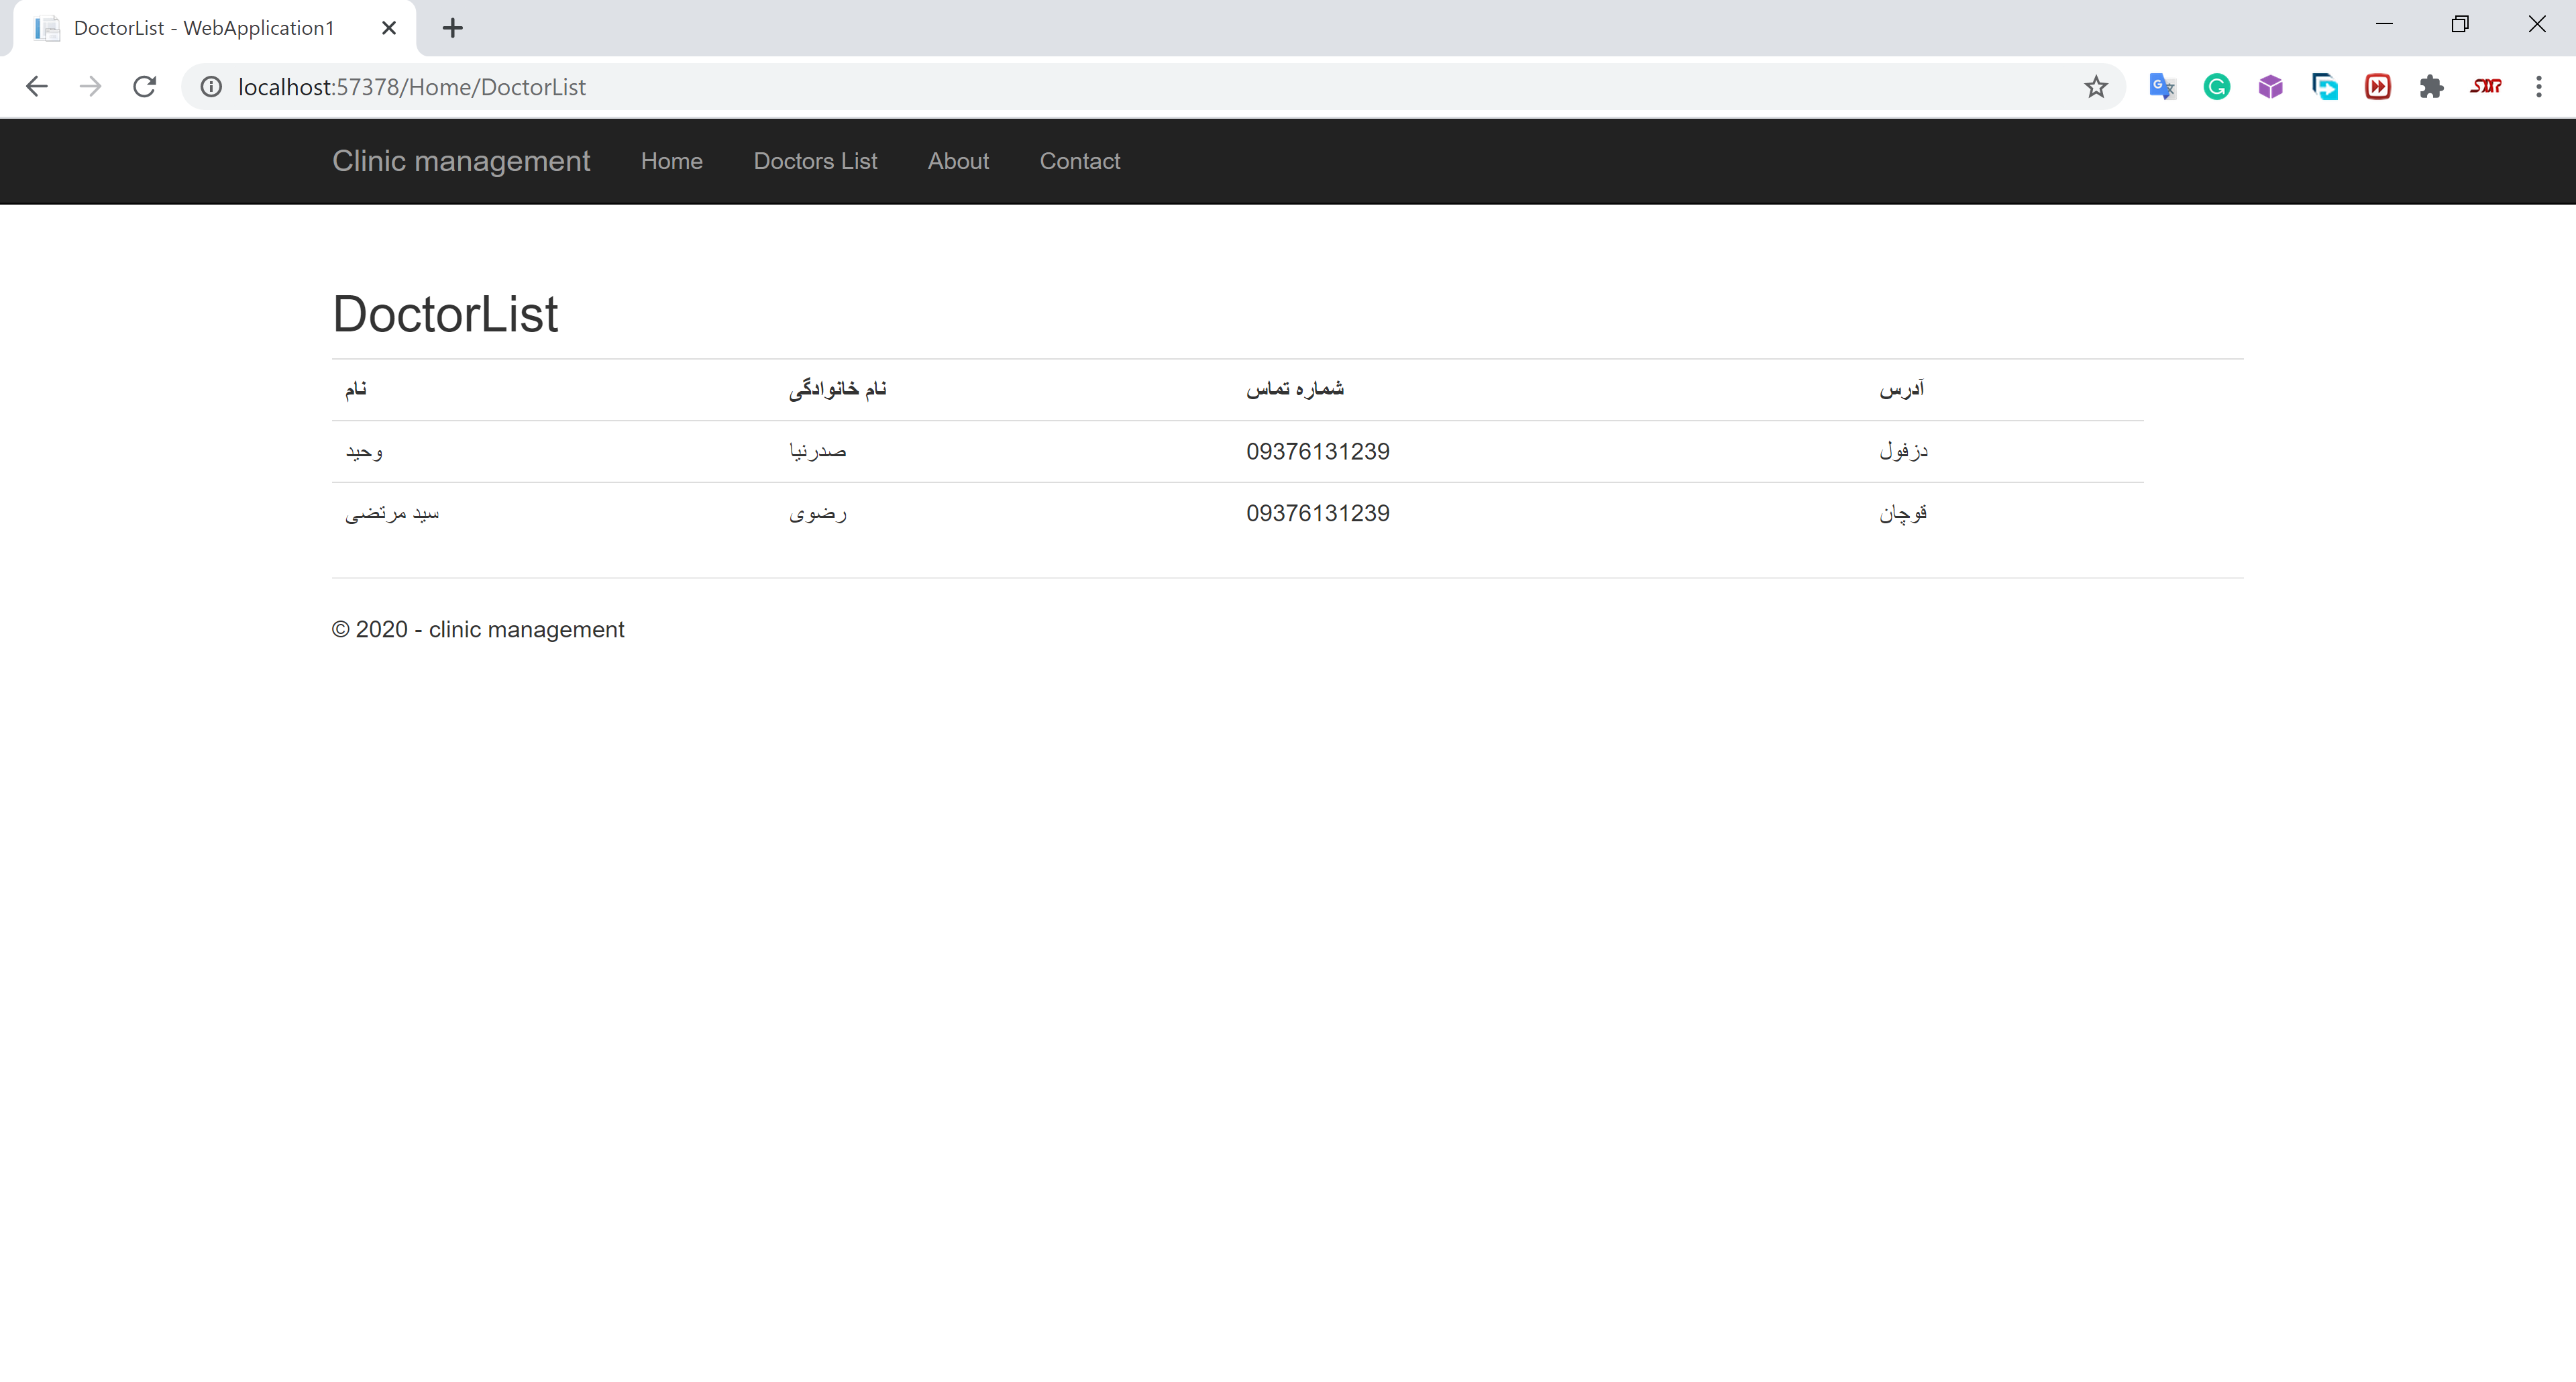 DoctorList - WebApplication1
localhost:57378/Home/DoctorList
Clinic management Home Doctors List About Contact
DoctorList
نام نام خانوادگی شماره تماس آدرس
وحید صدرنیا 09376131239 دزفول
سید مرتضی رضوی 09376131239 قوچان
© 2020 - clinic management